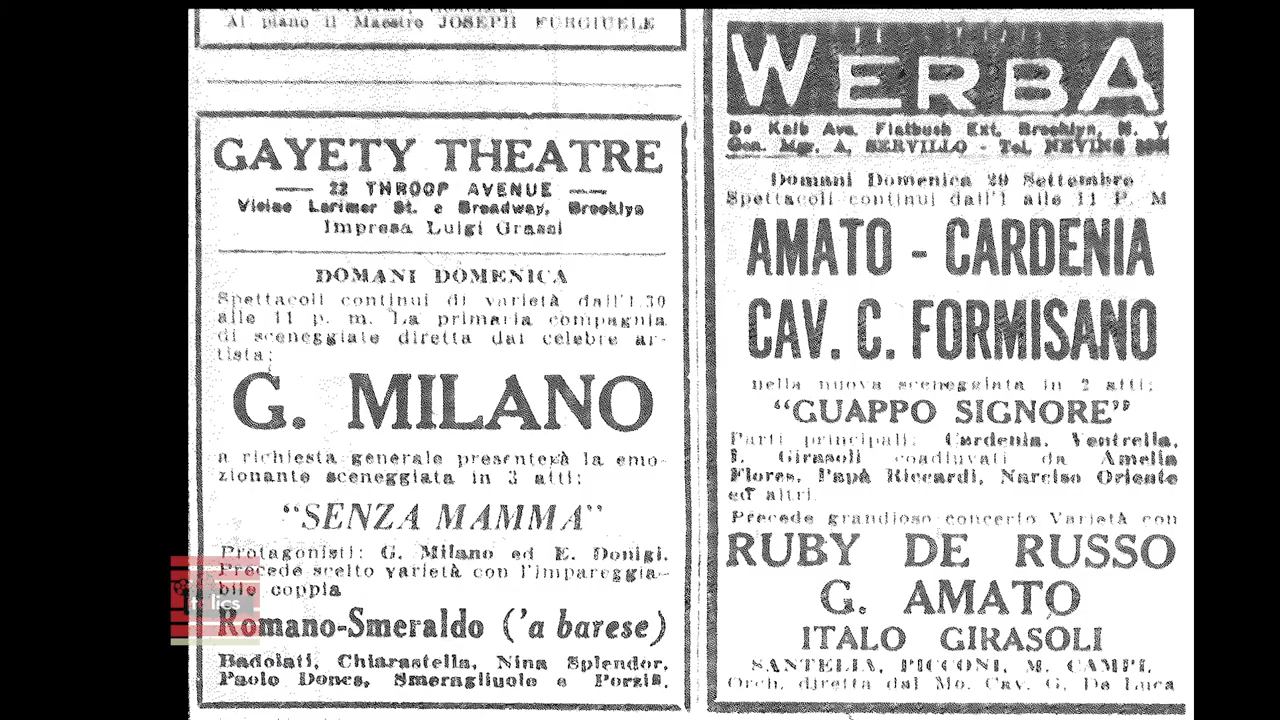 Al piano il Maestro JOSEPH FURGIUELE
GAYETY THEATRE
22 THROOP AVENUE
Vicino Larimer St. e Broadway, Brooklyn
Impresa Luigi Grassi
DOMANI DOMENICA
Spettacoli continui di varietà dall'1.30
alle 11 p. m. La primaria compagnia
di sceneggiate diretta dal celebre ar-
tista:
G. MILANO
a richiesta generale presenterà la emo-
zionante sceneggiata in 3 atti:
“SENZA MAMMA”
Protagonisti: G. Milano ed E. Donigi.
Precede scelto varietà con l'impareggia-
bile coppia
Romano-Smeraldo ('a barese)
Badolati, Chiarastella, Nina Splendor,
Paolo Dones, Smeragliuolo e Porzia.
italics
WERBA
De Kalb Ave. Flatbush Ext. Brooklyn, N. Y
Gen. Mgr. A. SERVILLO - Tel. NEVINS
Domani Domenica 29 Settembre
Spettacoli continui dall'1 alle 11 P. M
AMATO - CARDENIA
CAV. C. FORMISANO
nella nuova sceneggiata in 2 atti:
“GUAPPO SIGNORE”
Parti principali: Cardenia, Ventrella,
I. Girasoli coadiuvati da Amelia
Flores, Papà Riccardi, Narciso Oriente
ed altri.
Precede grandioso concerto Varietà con
RUBY DE RUSSO
G. AMATO
ITALO GIRASOLI
SANTELIA, PICCONI, M. CAMPI,
Orch. diretta dal Mo. Cav. G. De Luca